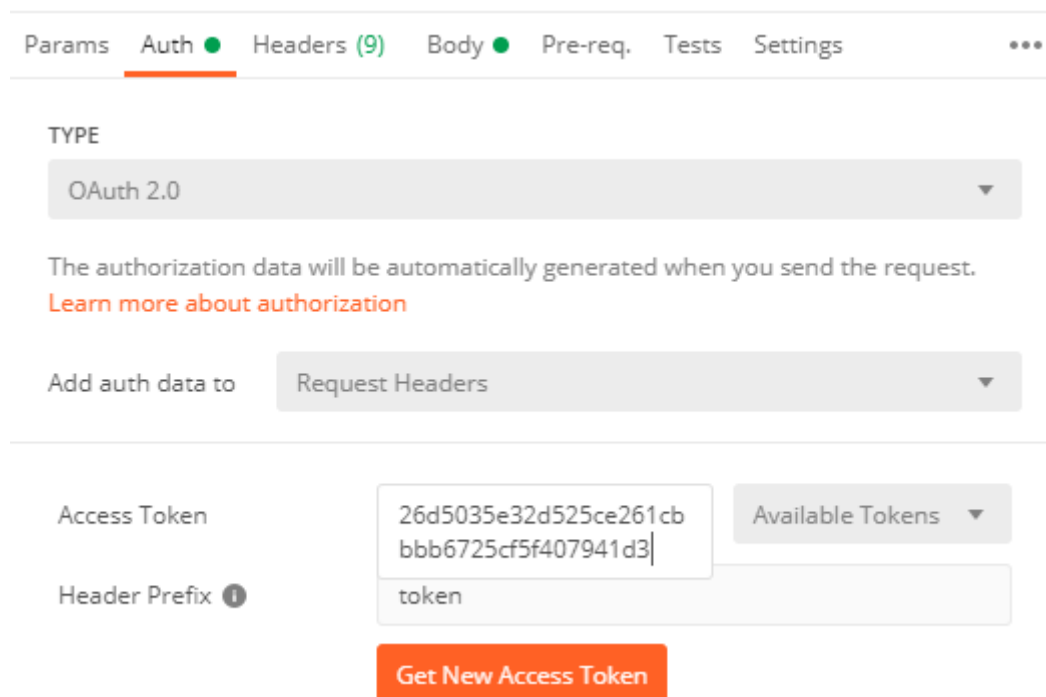 Params Auth Headers (9) Body Pre-req. Tests Settings
TYPE
OAuth 2.0
The authorization data will be automatically generated when you send the request.
Learn more about authorization
Add auth data to Request Headers
Access Token 26d5035e32d525ce261cb Available Tokens
bbb6725cf5f407941d3
Header Prefix token
Get New Access Token